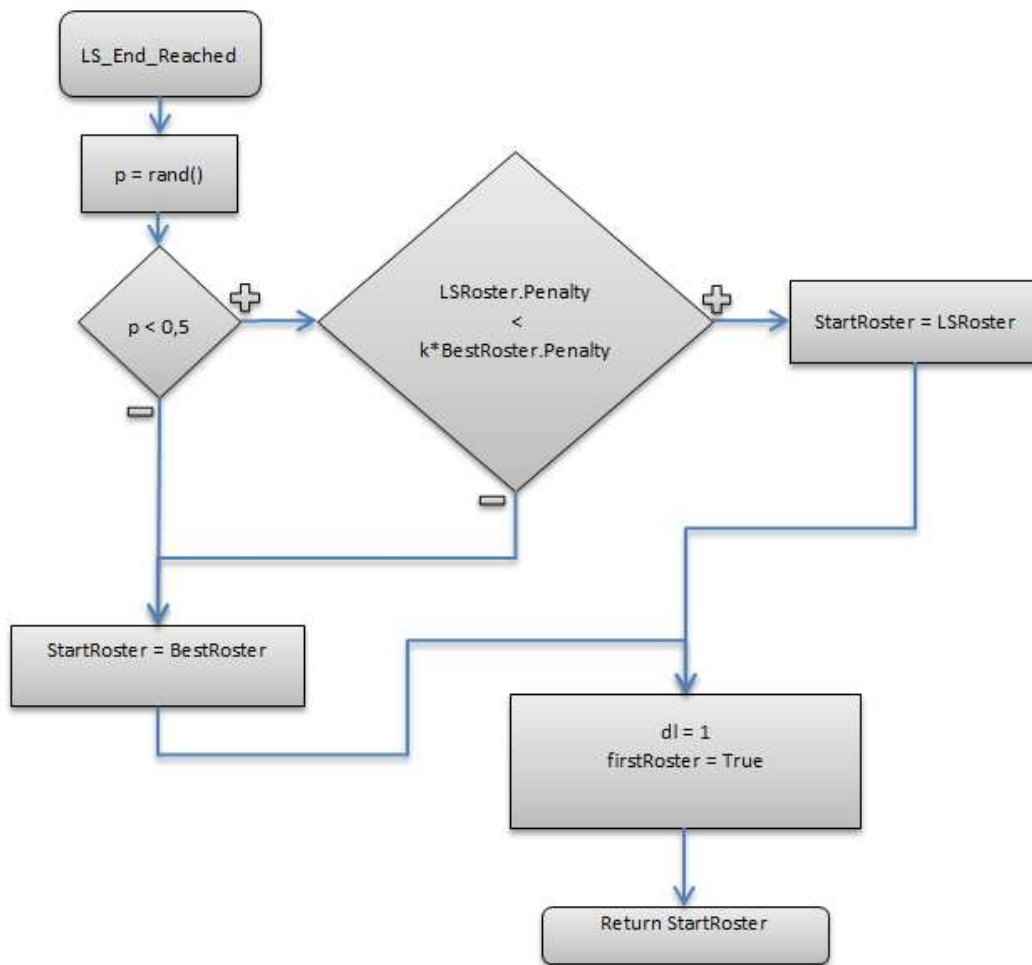 LS_End_Reached
p = rand()
p < 0,5
LSRoster.Penalty
<
k*BestRoster.Penalty
StartRoster = LSRoster
StartRoster = BestRoster
dl = 1
firstRoster = True
Return StartRoster